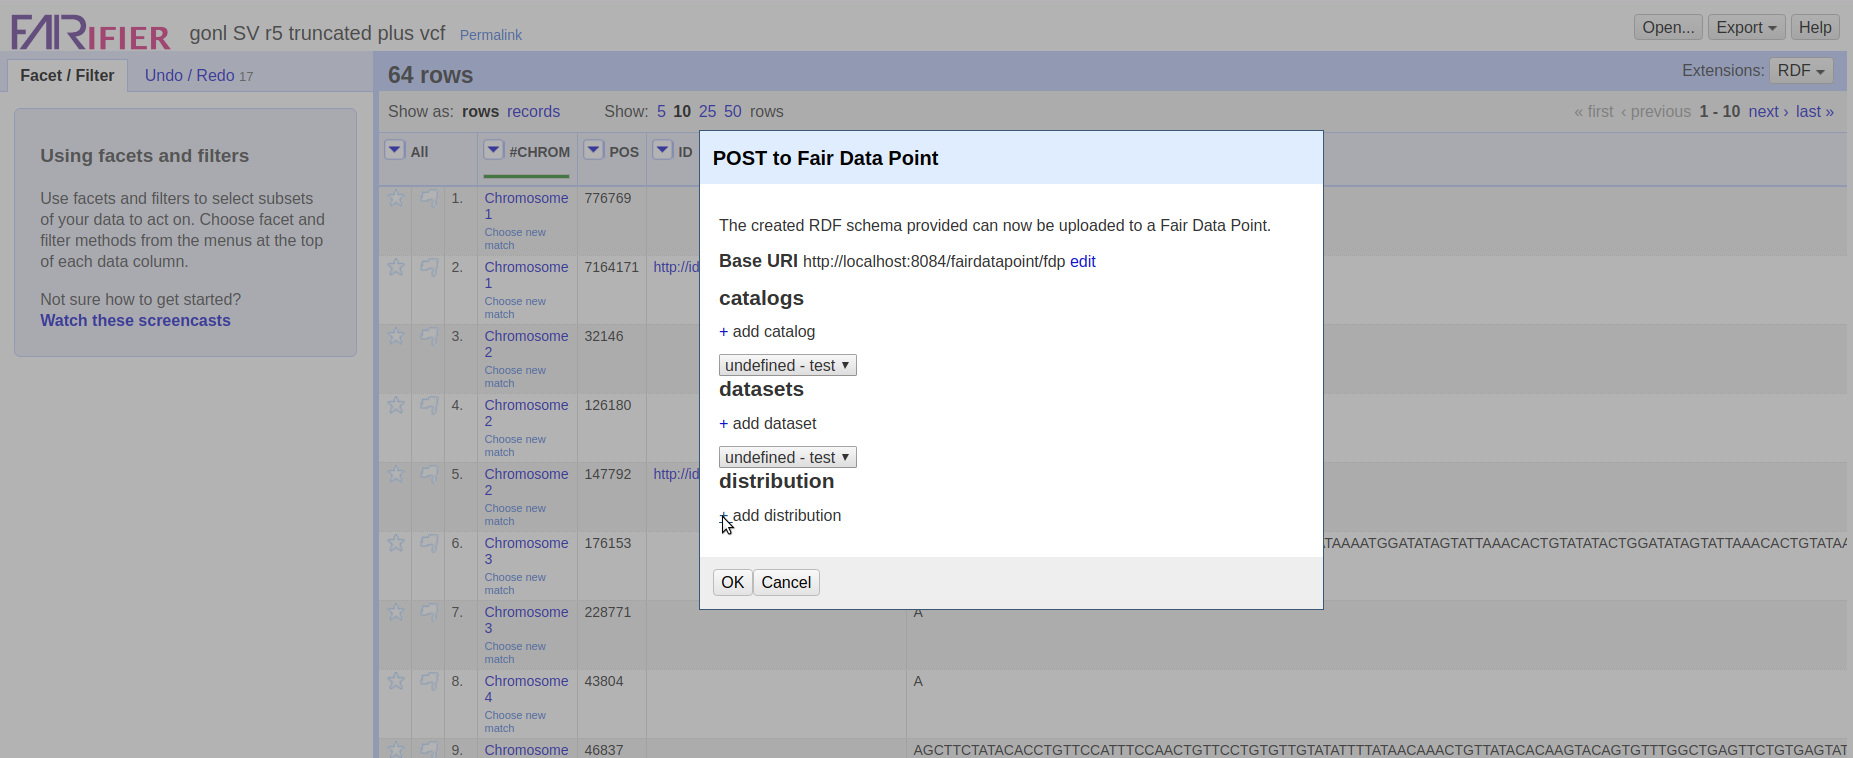 FAIRIFIER gonl SV r5 truncated plus vcf Permalink Open... Export Help
Facet / Filter Undo / Redo 17
64 rows Extensions: RDF
Show as: rows records Show: 5 10 25 50 rows « first ‹ previous 1 - 10 next › last »
Using facets and filters
Use facets and filters to select subsets
of your data to act on. Choose facet and
filter methods from the menus at the top
of each data column.
Not sure how to get started?
Watch these screencasts
All #CHROM POS ID
1. Chromosome 776769
1
Choose new
match
2. Chromosome 7164171 http://id
1
Choose new
match
3. Chromosome 32146
2
Choose new
match
4. Chromosome 126180
2
Choose new
match
5. Chromosome 147792 http://id
2
Choose new
match
6. Chromosome 176153 TAAAATGGATATAGTATTAAACACTGTATATACTGGATATAGTATTAAACACTGTATAA
3
Choose new
match
7. Chromosome 228771 A
3
Choose new
match
8. Chromosome 43804 A
4
Choose new
match
9. Chromosome 46837 AGCTTCTATACACCTGTTCCATTTCCAACTGTTCCTGTGTTGTATATTTTATAACAAACTGTTATACACAAGTACAGTGTTTGGCTGAGTTCTGTGAGTAT
POST to Fair Data Point
The created RDF schema provided can now be uploaded to a Fair Data Point.
Base URI http://localhost:8084/fairdatapoint/fdp edit
catalogs
+ add catalog
undefined - test
datasets
+ add dataset
undefined - test
distribution
+ add distribution
OK Cancel